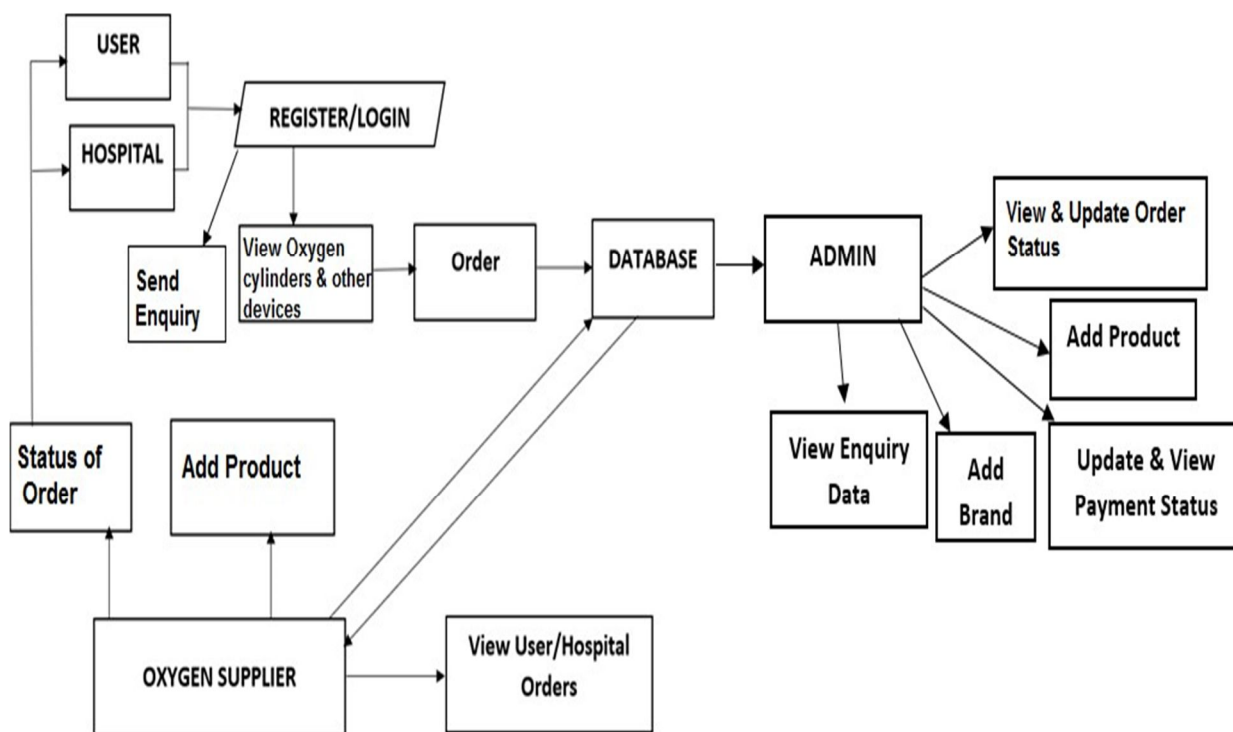 USER
HOSPITAL
REGISTER/LOGIN
Send
Enquiry
View Oxygen
cylinders & other
devices
Order
DATABASE
ADMIN
View & Update Order
Status
Add Product
View Enquiry
Data
Add
Brand
Update & View
Payment Status
Status of
Order
Add Product
OXYGEN SUPPLIER
View User/Hospital
Orders